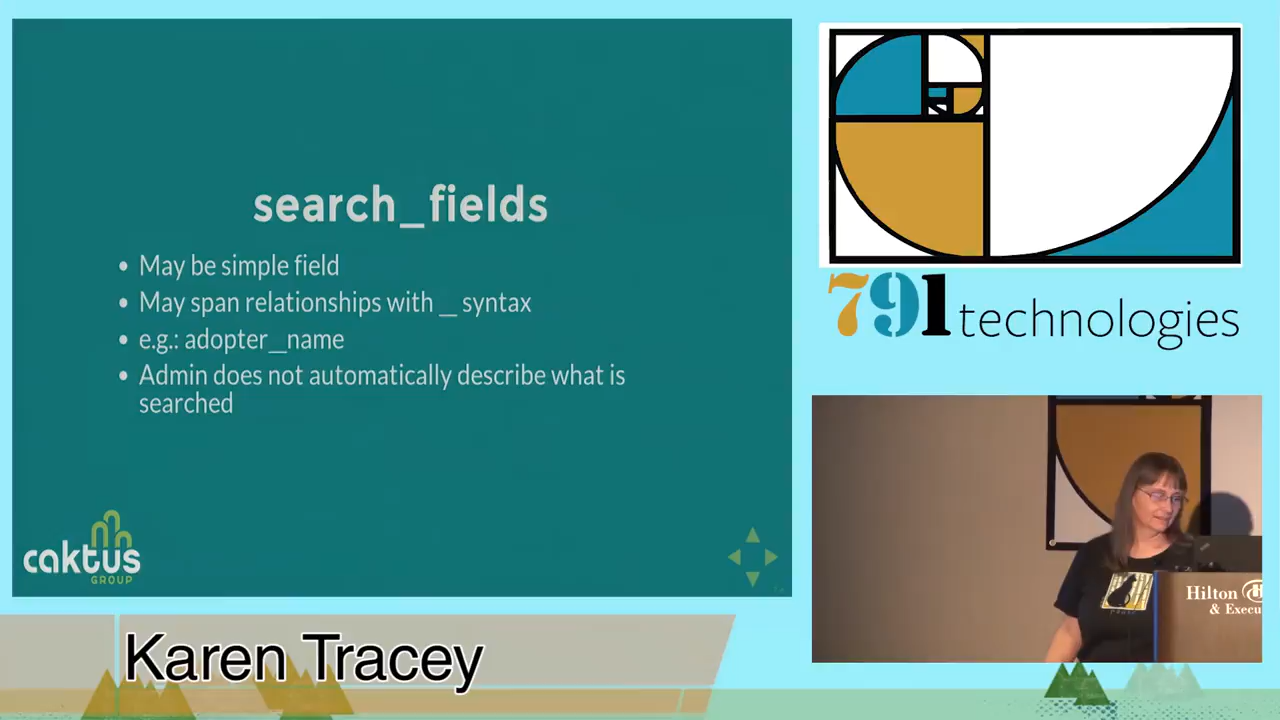 search_fields
• May be simple field
• May span relationships with __ syntax
• e.g.: adopter__name
• Admin does not automatically describe what is
searched
caktus
GROUP
791 technologies
Hilton
& Execu
Karen Tracey